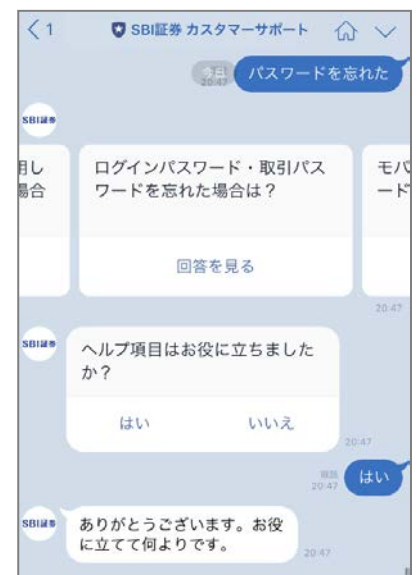 1
SBI証券 カスタマーサポート
今日
20:47
パスワードを忘れた
SBI証券
ログインパスワード・取引パス
ワードを忘れた場合は?
回答を見る
用し
場合
モバ
ード
20:47
SBI証券
ヘルプ項目はお役に立ちました
か?
はい
いいえ
20:47
既読
20:47
はい
SBI証券
ありがとうございます。お役
に立てて何よりです。
20:47